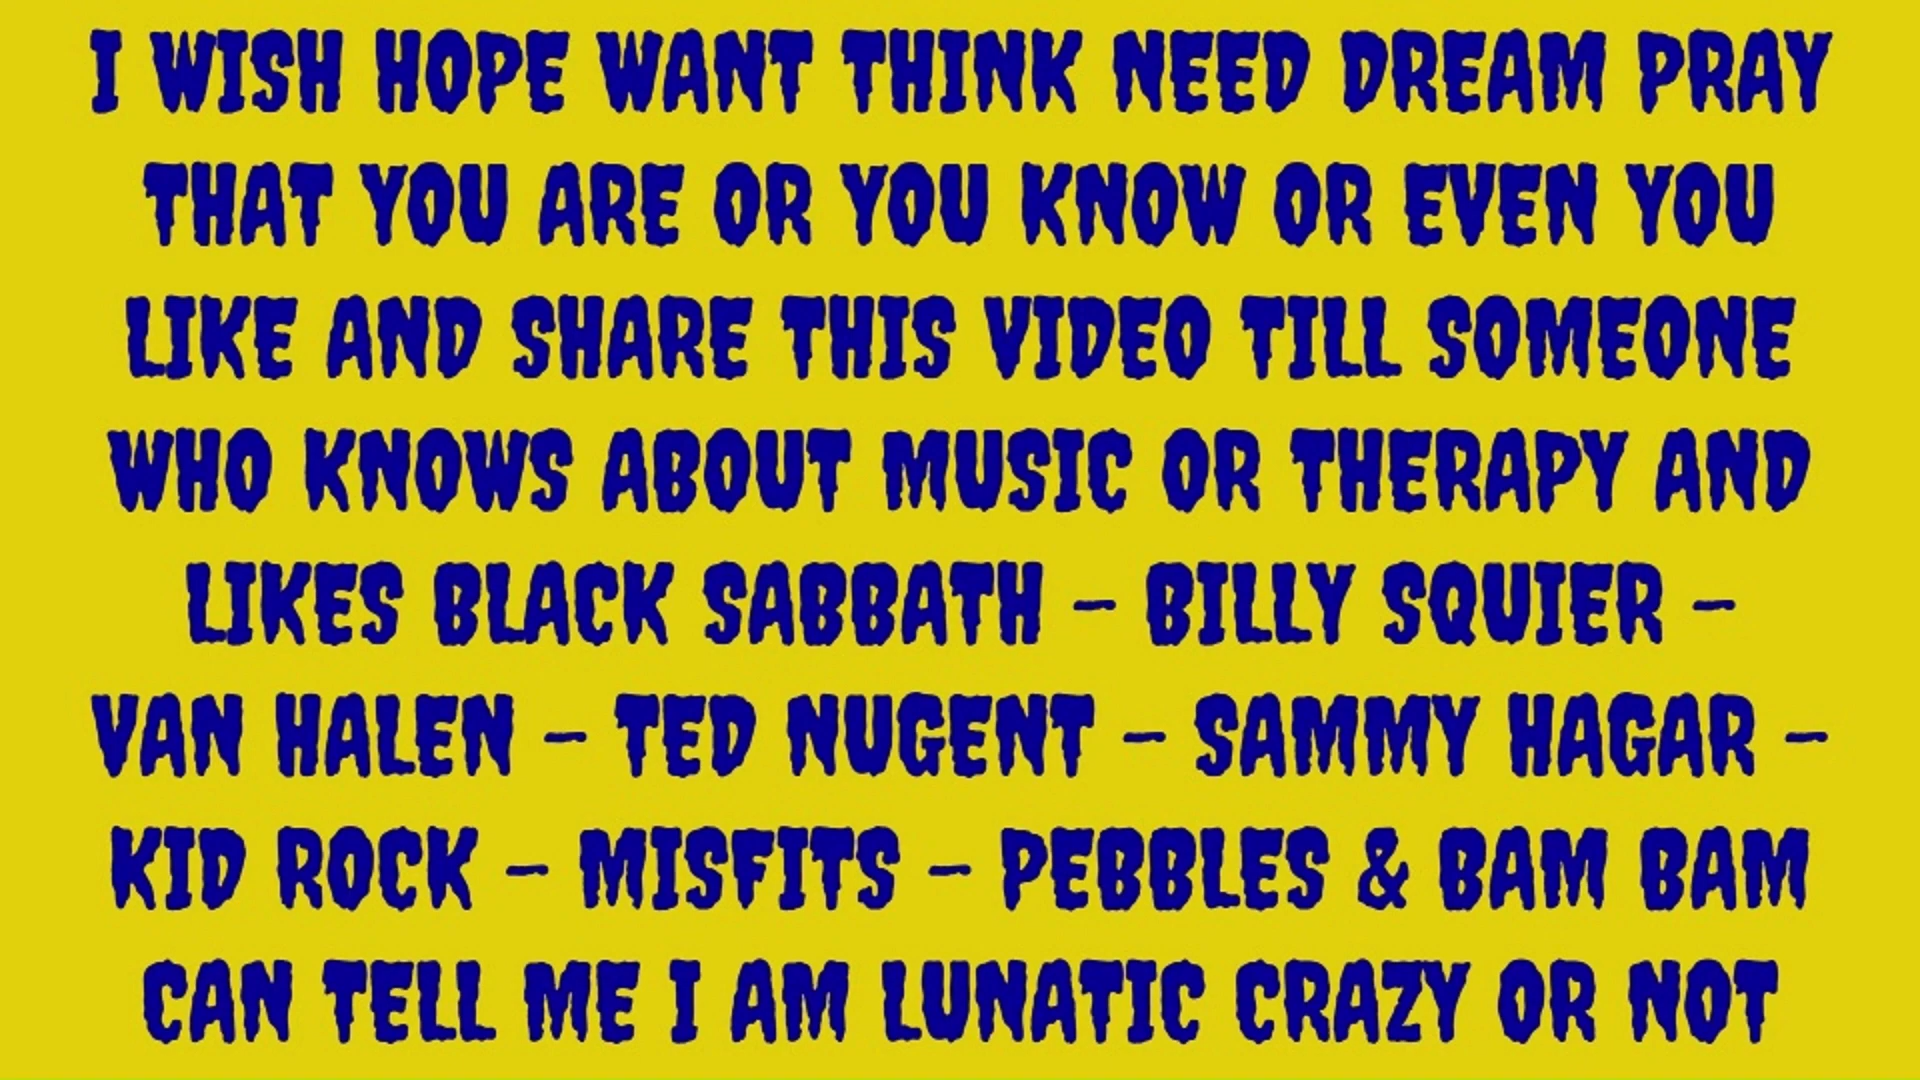 I WISH HOPE WANT THINK NEED DREAM PRAY
THAT YOU ARE OR YOU KNOW OR EVEN YOU
LIKE AND SHARE THIS VIDEO TILL SOMEONE
WHO KNOWS ABOUT MUSIC OR THERAPY AND
LIKES BLACK SABBATH - BILLY SQUIER -
VAN HALEN - TED NUGENT - SAMMY HAGAR -
KID ROCK - MISFITS - PEBBLES & BAM BAM
CAN TELL ME I AM LUNATIC CRAZY OR NOT